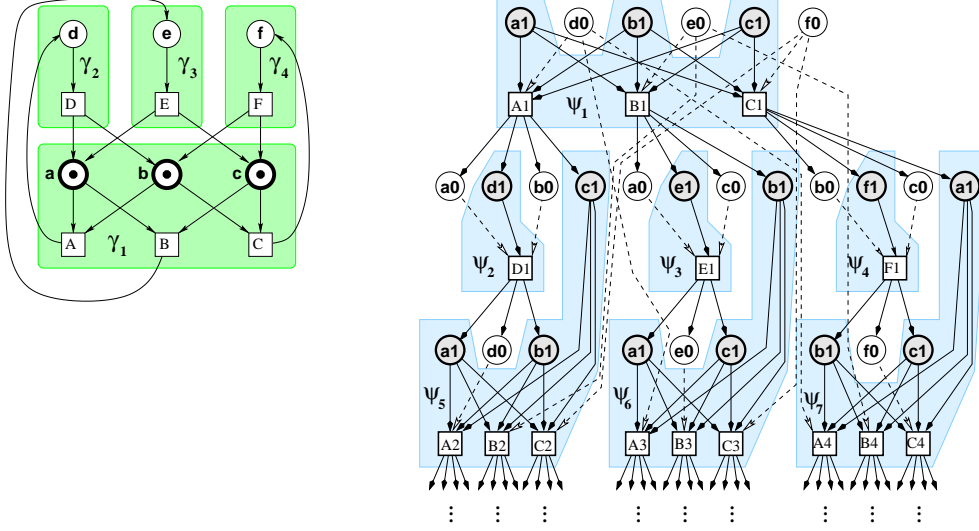 d e f
γ2 γ3 γ4
D E F
a b c
A γ1 B C
a1 d0 b1 e0 c1 f0
A1 ψ1 B1 C1
a0 d1 b0 c1 a0 e1 c0 b1 b0 f1 c0 a1
ψ2 D1 ψ3 E1 ψ4 F1
a1 d0 b1 a1 e0 c1 b1 f0 c1
ψ5 ψ6 ψ7
A2 B2 C2 A3 B3 C3 A4 B4 C4
... ... ... ... ... ... ... ... ...